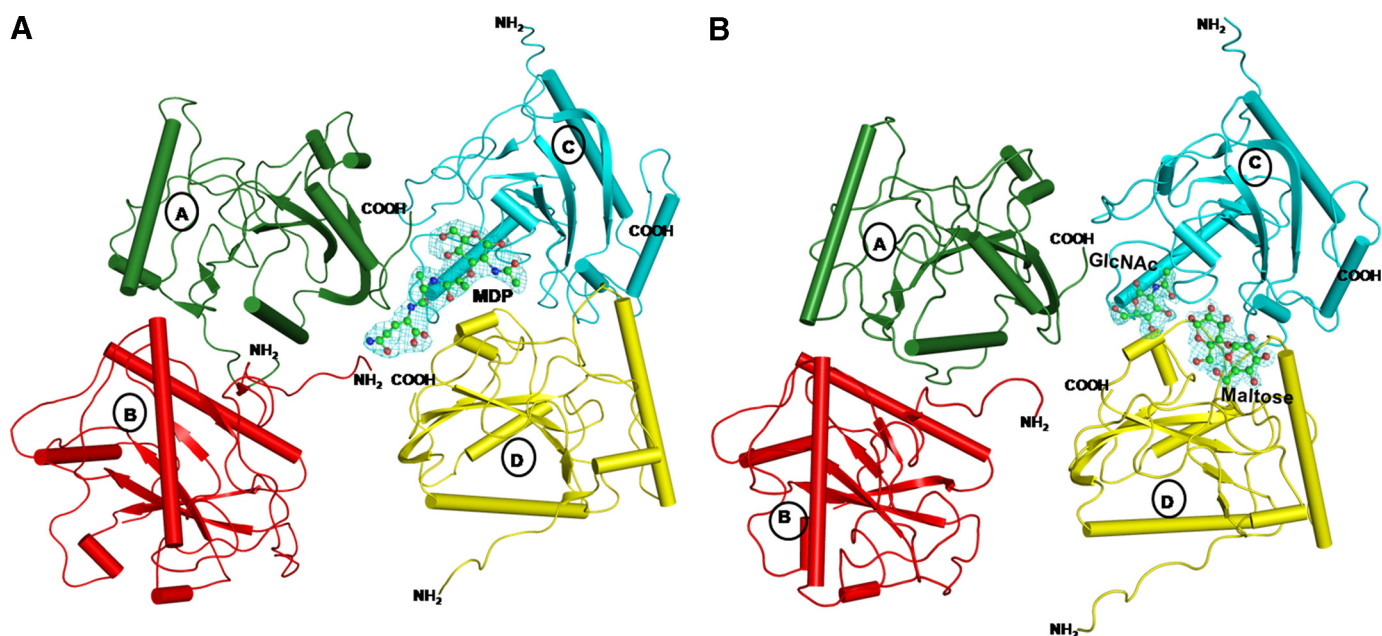 A
NH2
C
A
COOH
COOH
MDP
NH2
NH2
COOH
B
D
NH2
B
NH2
C
A
COOH
GlcNAc
COOH
COOH
Maltose
NH2
B
D
NH2